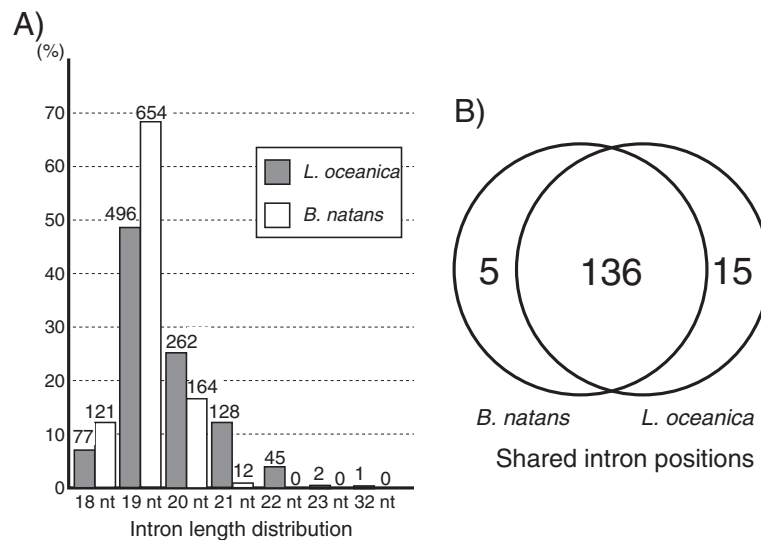 A)
(%)
70
60
50
40
30
20
10
0
654
496
262
164
128
121
77
45
12
0
2
0
1
0
L. oceanica
B. natans
18 nt 19 nt 20 nt 21 nt 22 nt 23 nt 32 nt
Intron length distribution
B)
5 136 15
B. natans L. oceanica
Shared intron positions